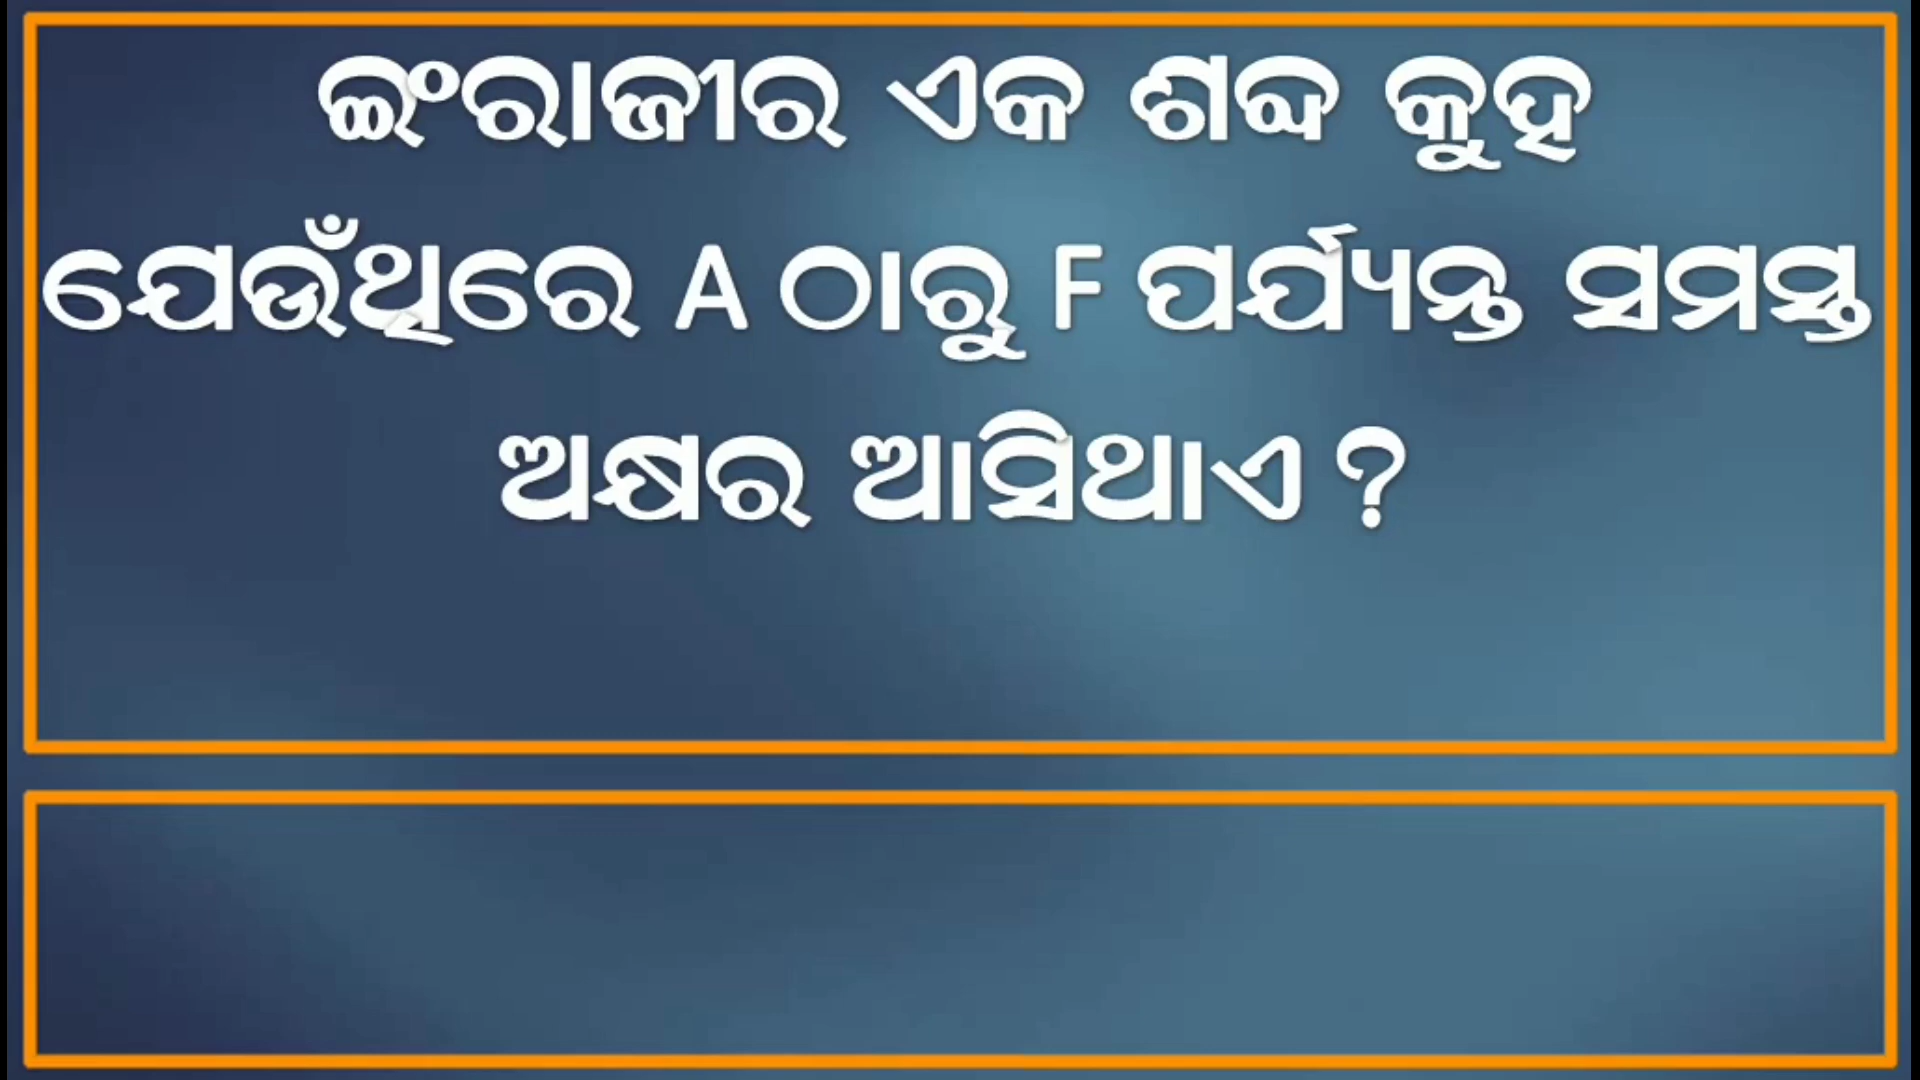 ଇଂରାଜୀର ଏକ ଶବ୍ଦ କୁହ
ଯେଉଁଥିରେ A ଠାରୁ F ପର୍ଯ୍ୟନ୍ତ ସମସ୍ତ
ଅକ୍ଷର ଆସିଥାଏ ?